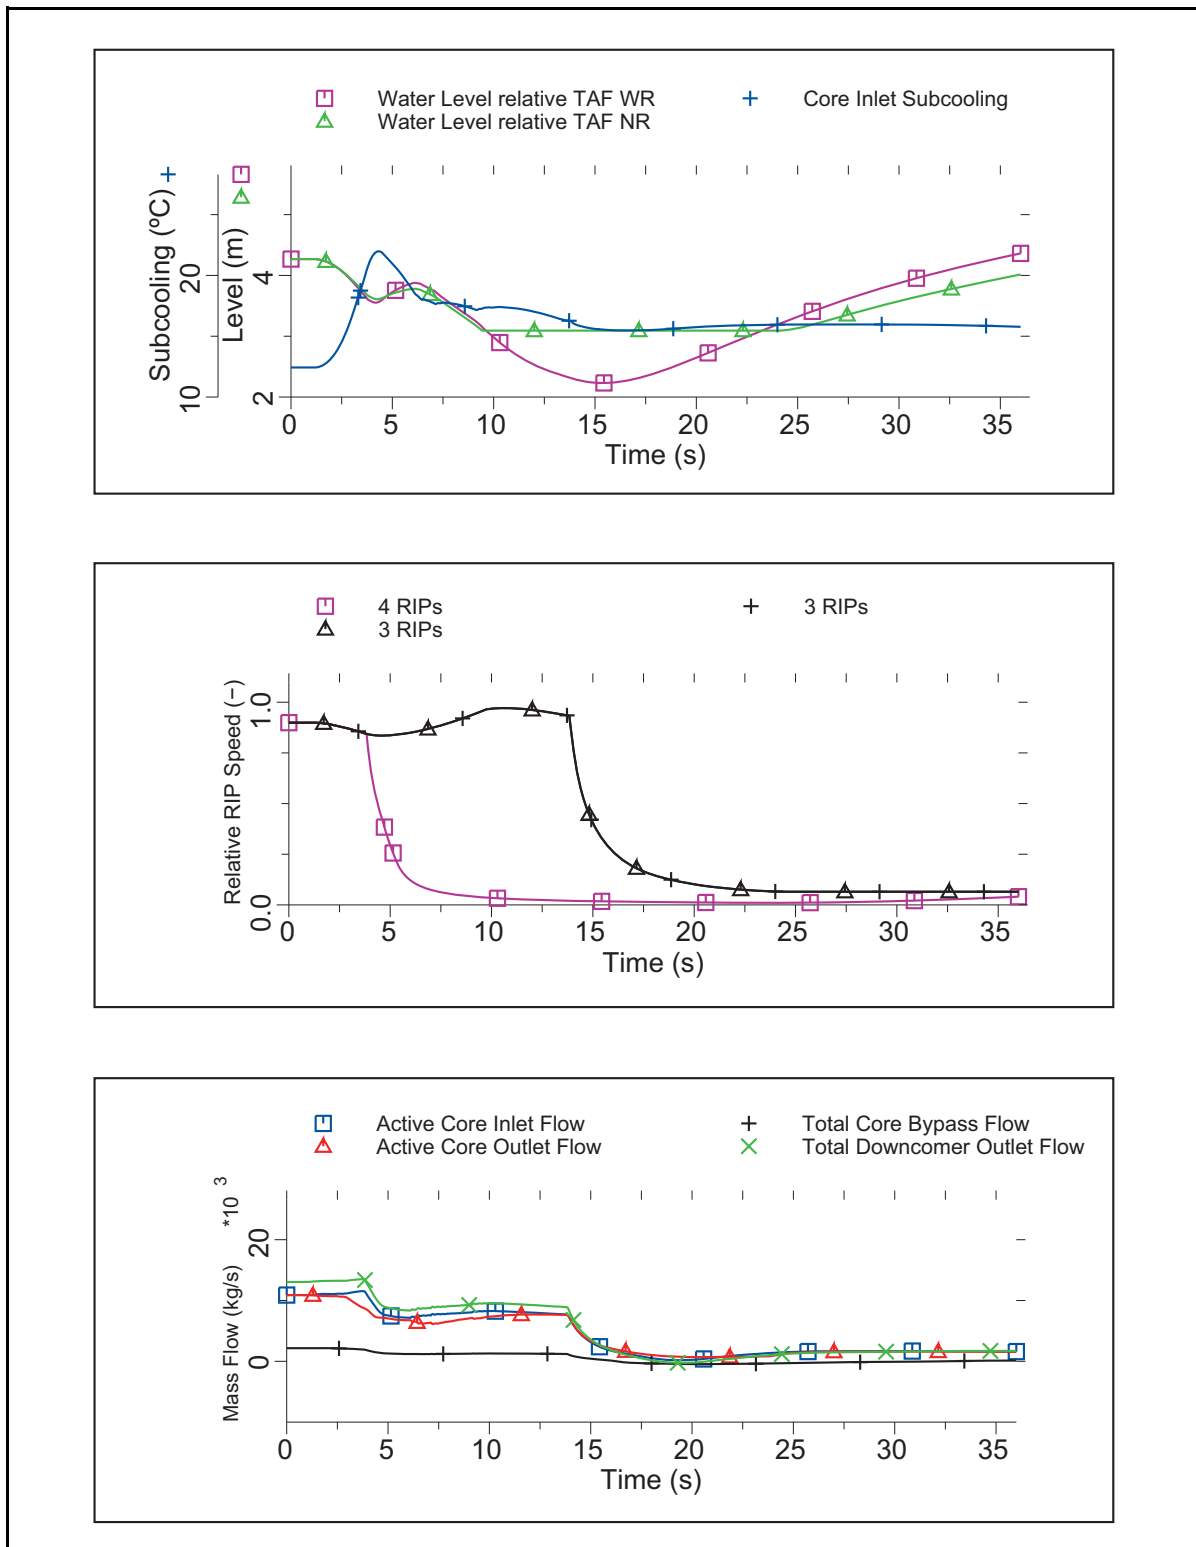 Water Level relative TAF WR
Core Inlet Subcooling
Water Level relative TAF NR
Subcooling (ºC)
Level (m)
20
10
4
2
0 5 10 15 20 25 30 35
Time (s)
4 RIPs
3 RIPs
3 RIPs
Relative RIP Speed (−)
1.0
0.0
0 5 10 15 20 25 30 35
Time (s)
Active Core Inlet Flow
Total Core Bypass Flow
Active Core Outlet Flow
Total Downcomer Outlet Flow
Mass Flow (kg/s) *10 3
20
0
0 5 10 15 20 25 30 35
Time (s)